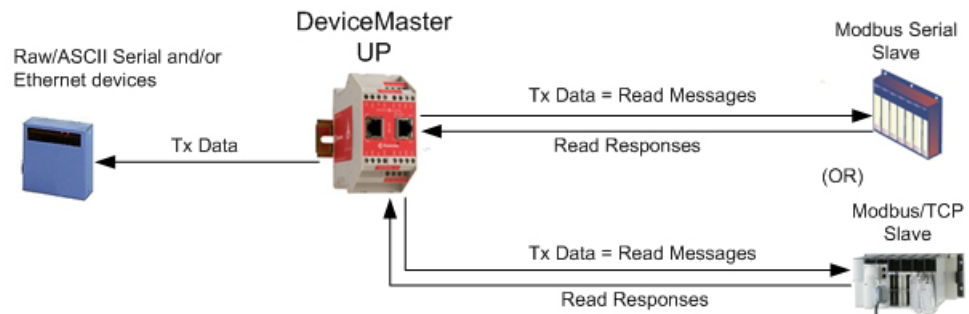 DeviceMaster
UP
Raw/ASCII Serial and/or
Ethernet devices
Tx Data
Modbus Serial
Slave
Tx Data = Read Messages
Read Responses
(OR)
Modbus/TCP
Slave
Tx Data = Read Messages
Read Responses